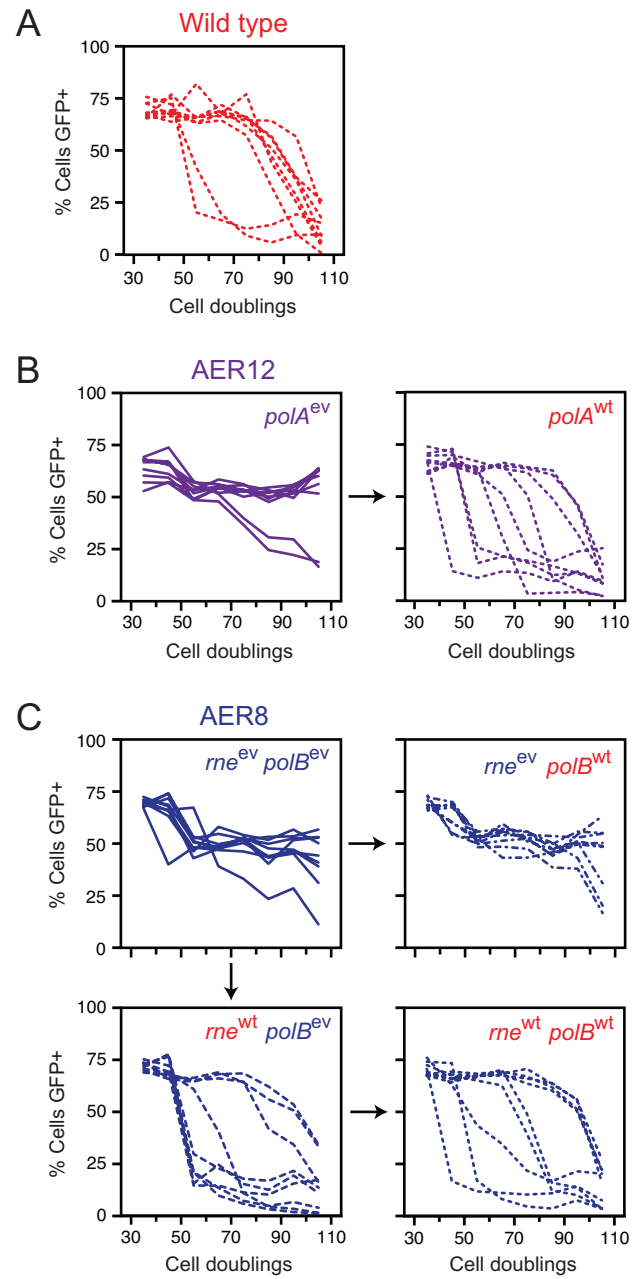 A
Wild type
100
75
50
25
0
% Cells GFP+
30 50 70 90 110
Cell doublings
B
AER12
100
75
50
25
0
% Cells GFP+
polAev
30 50 70 90 110
Cell doublings
polAwt
30 50 70 90 110
Cell doublings
C
AER8
100
75
50
25
0
% Cells GFP+
rneev polBev
rneev polBwt
100
75
50
25
0
% Cells GFP+
rnewt polBev
30 50 70 90 110
Cell doublings
rnewt polBwt
30 50 70 90 110
Cell doublings